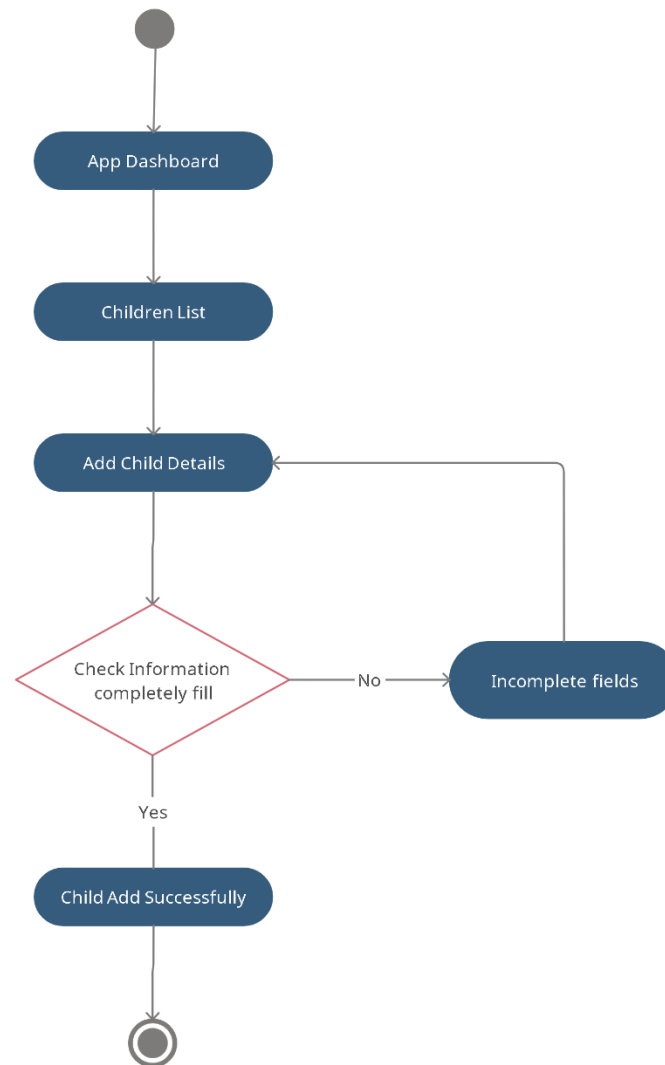 App Dashboard
Children List
Add Child Details
Check Information
completely fill
No
Incomplete fields
Yes
Child Add Successfully